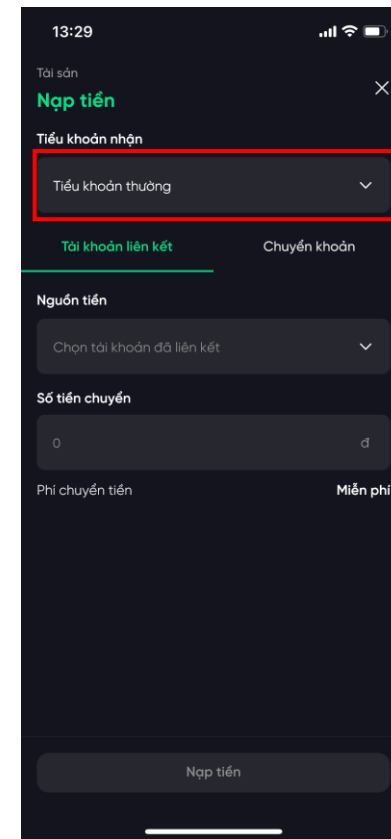 13:29
Tài sản
Nạp tiền
Tiểu khoản nhận
Tiểu khoản thường
Tài khoản liên kết
Chuyển khoản
Nguồn tiền
Chọn tài khoản đã liên kết
Số tiền chuyển
0 đ
Phí chuyển tiền Miễn phí
Nạp tiền